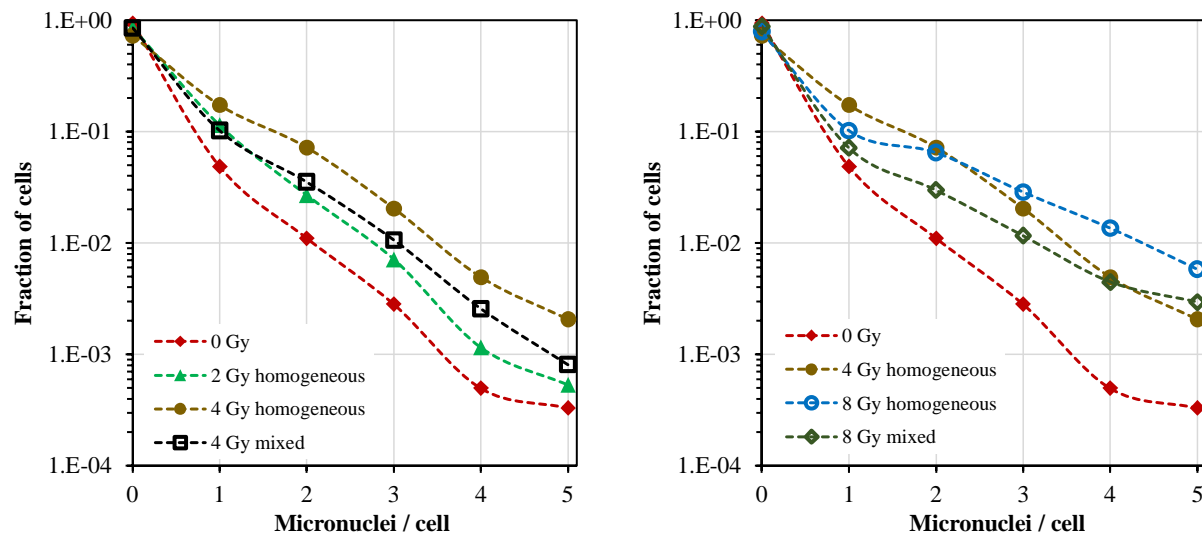 Fraction of cells
1.E+00
1.E-01
1.E-02
1.E-03
1.E-04
0 Gy
2 Gy homogeneous
4 Gy homogeneous
4 Gy mixed
0 1 2 3 4 5
Micronuclei / cell
Fraction of cells
1.E+00
1.E-01
1.E-02
1.E-03
1.E-04
0 Gy
4 Gy homogeneous
8 Gy homogeneous
8 Gy mixed
0 1 2 3 4 5
Micronuclei / cell